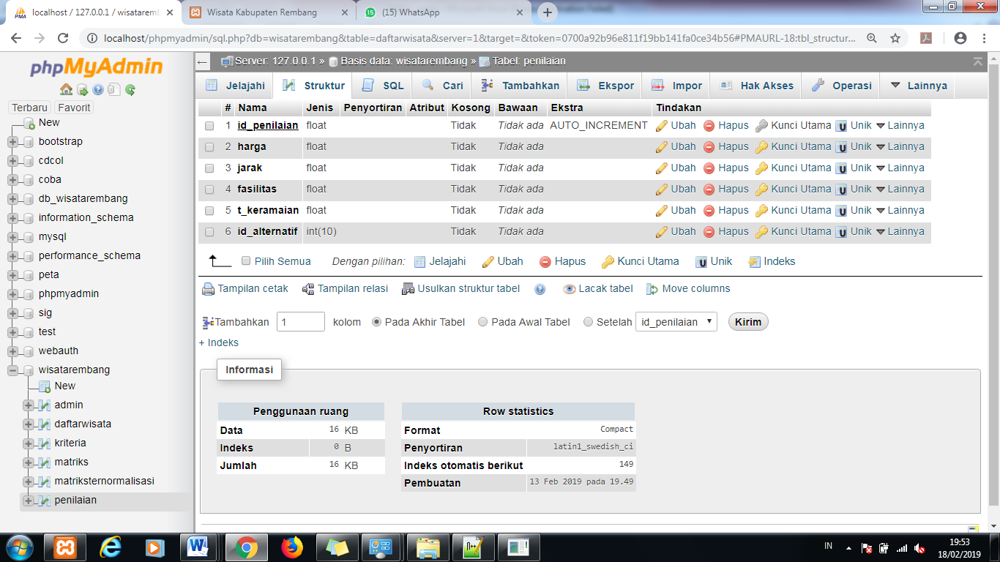 localhost / 127.0.0.1 / wisatarem
Wisata Kabupaten Rembang
(15) WhatsApp
localhost/phpmyadmin/sql.php?db=wisatarembang&table=daftarwisata&server=1&target=&token=0700a92b96e811f19bb141fa0ce34b56#PMAURL-18:tbl_structur...
phpMyAdmin
Terbaru Favorit
New
bootstrap
cdcol
coba
db_wisatarembang
information_schema
mysql
performance_schema
peta
phpmyadmin
sig
test
webauth
wisatarembang
New
admin
daftarwisata
kriteria
matriks
matriksternormalisasi
penilaian
Server: 127.0.0.1 » Basis data: wisatarembang » Tabel: penilaian
Jelajahi Struktur SQL Cari Tambahkan Ekspor Impor Hak Akses Operasi Lainnya
# Nama Jenis Penyortiran Atribut Kosong Bawaan Ekstra Tindakan
1 id_penilaian float Tidak Tidak ada AUTO_INCREMENT Ubah Hapus Kunci Utama Unik Lainnya
2 harga float Tidak Tidak ada Ubah Hapus Kunci Utama Unik Lainnya
3 jarak float Tidak Tidak ada Ubah Hapus Kunci Utama Unik Lainnya
4 fasilitas float Tidak Tidak ada Ubah Hapus Kunci Utama Unik Lainnya
5 t_keramaian float Tidak Tidak ada Ubah Hapus Kunci Utama Unik Lainnya
6 id_alternatif int(10) Tidak Tidak ada Ubah Hapus Kunci Utama Unik Lainnya
Pilih Semua Dengan pilihan: Jelajahi Ubah Hapus Kunci Utama Unik Indeks
Tampilan cetak Tampilan relasi Usulkan struktur tabel Lacak tabel Move columns
Tambahkan 1 kolom Pada Akhir Tabel Pada Awal Tabel Setelah id_penilaian Kirim
+ Indeks
Informasi
Penggunaan ruang
Data 16 KB
Indeks 0 B
Jumlah 16 KB
Row statistics
Format Compact
Penyortiran latin1_swedish_ci
Indeks otomatis berikut 149
Pembuatan 13 Feb 2019 pada 19.49
IN
19:53
18/02/2019